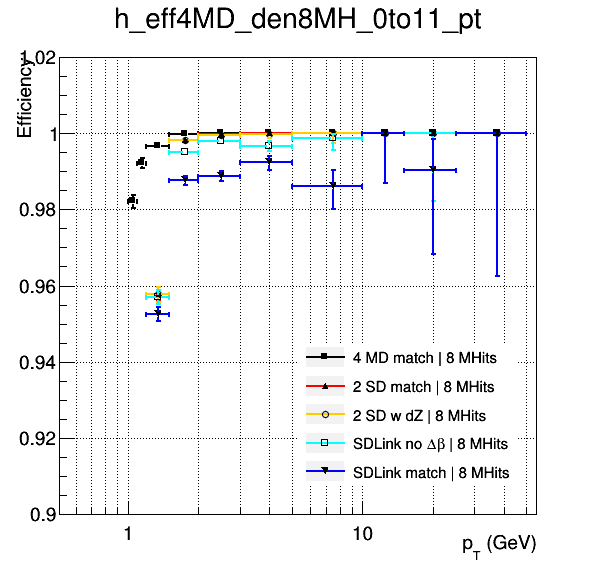 h_eff4MD_den8MH_0to11_pt
Efficiency
1.02
1
0.98
0.96
0.94
0.92
0.9
4 MD match | 8 MHits
2 SD match | 8 MHits
2 SD w dZ | 8 MHits
SDLink no Δβ | 8 MHits
SDLink match | 8 MHits
1
10
p_T (GeV)